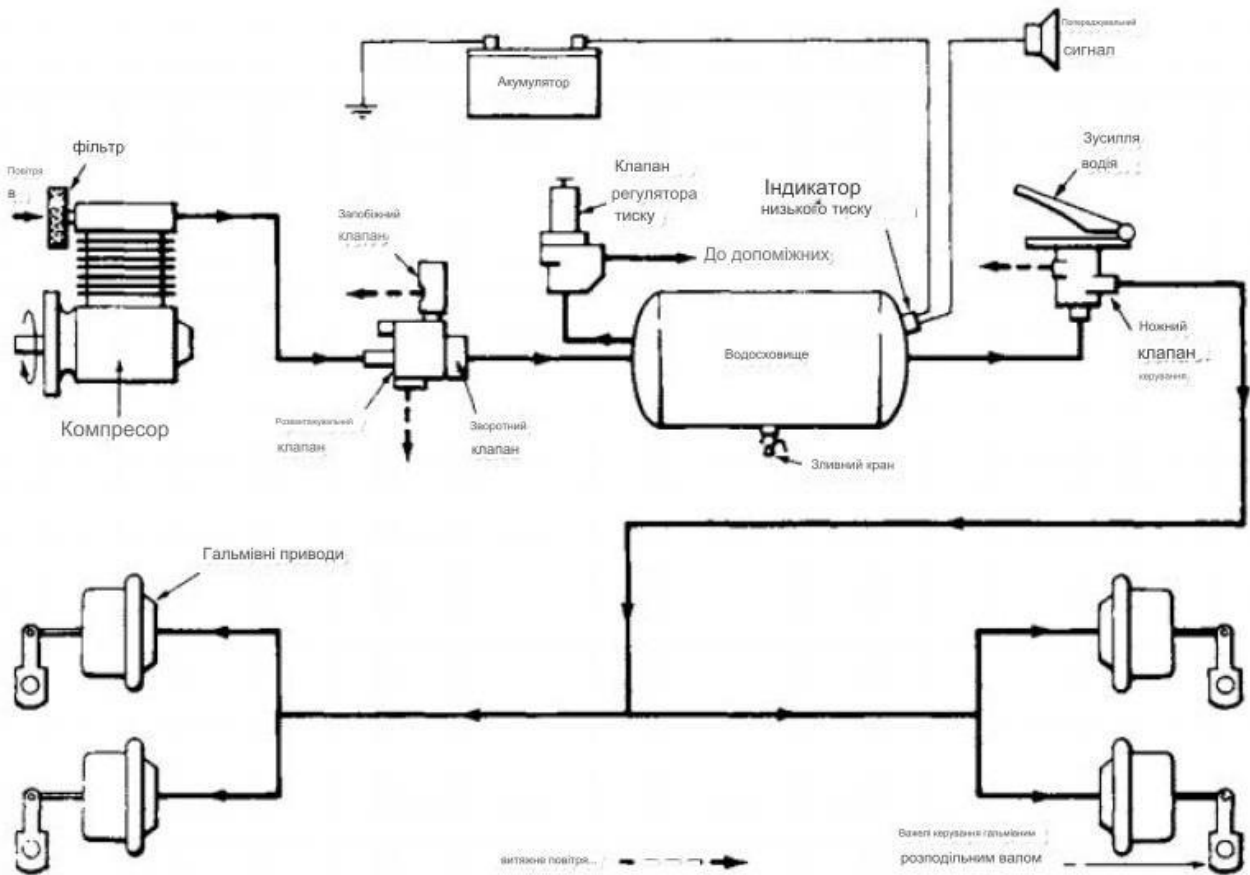 Попереджувальний
сигнал
Акумулятор
фільтр
Повітря
в
Клапан
регулятора
тиску
Індикатор
низького тиску
Зусилля
водія
Запобіжний
клапан
До допоміжних
Водосховище
Ножний
клапан
керування
Компресор
Розвантажувальний
клапан
Зворотний
клапан
Зливний кран
Гальмівні приводи
Важелі керування гальмівним
розподільним валом
витяжне повітря...